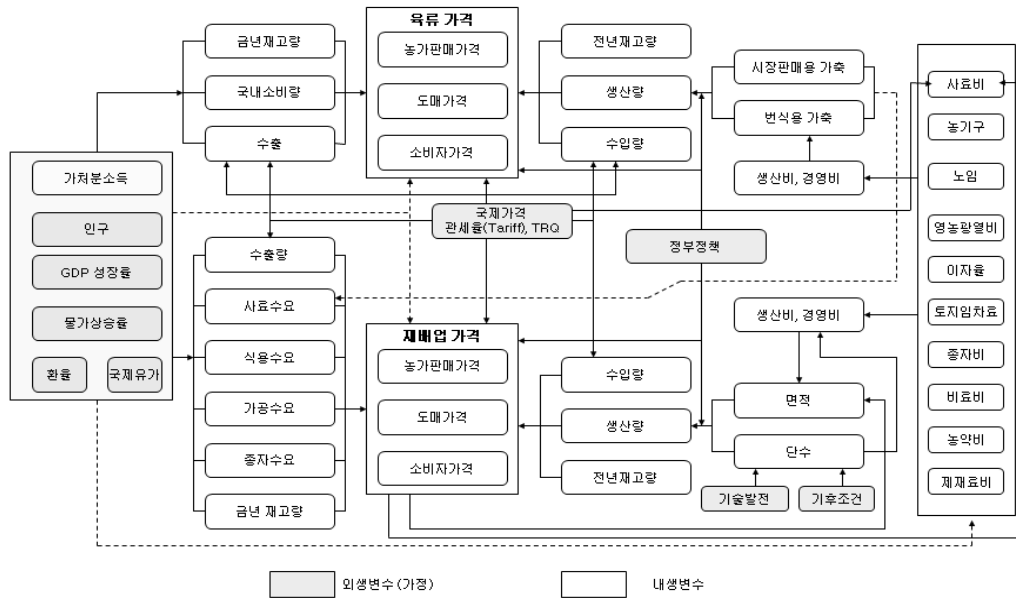 육류 가격
농가판매가격
도매가격
소비자가격
금년재고량
국내소비량
수출
전년재고량
생산량
수입량
시장판매용 가축
번식용 가축
생산비, 경영비
사료비
농기구
노임
영농광열비
이자율
토지임차료
종자비
비료비
농약비
제재료비
가처분소득
인구
GDP 성장률
물가상승률
환율
국제유가
국제가격
관세율(Tariff), TRQ
정부정책
수출량
사료수요
식용수요
가공수요
종자수요
금년 재고량
재배업 가격
농가판매가격
도매가격
소비자가격
수입량
생산량
전년재고량
생산비, 경영비
면적
단수
기술발전
기후조건
외생변수 (가정)
내생변수